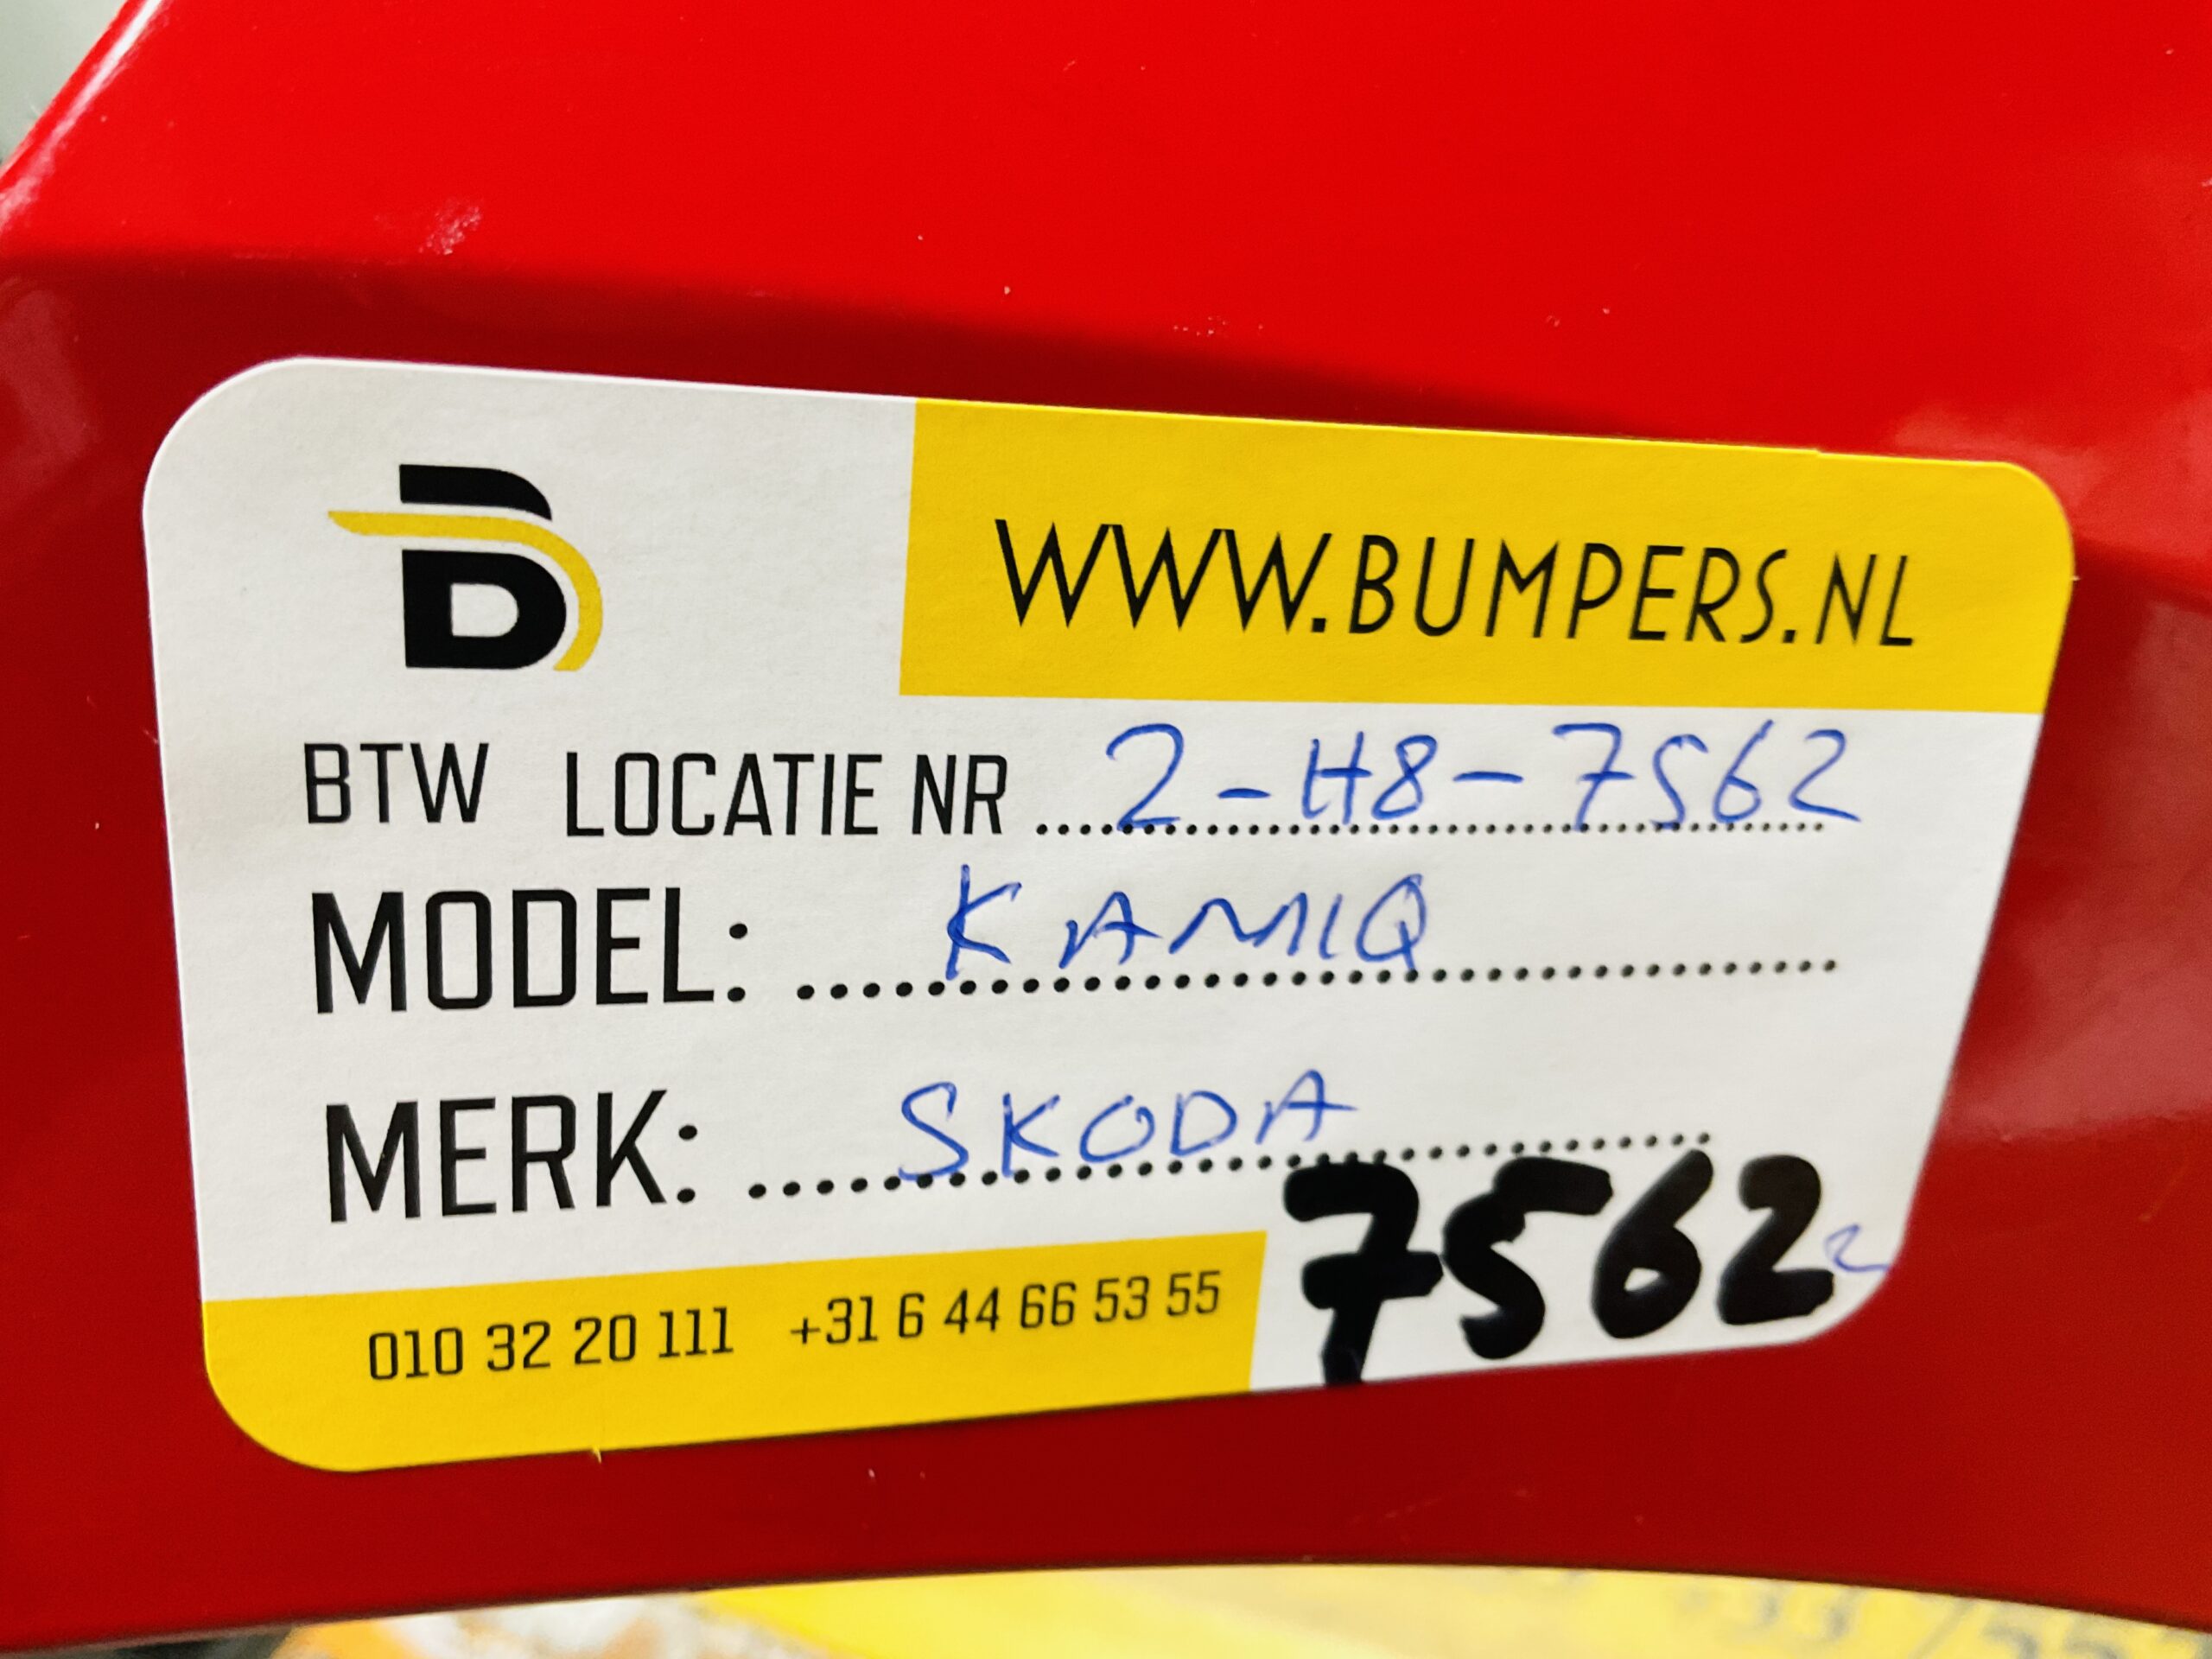 B
WWW.BUMPERS.NL
BTW LOCATIE NR 2-H8-7562
MODEL: KAMIQ
MERK: SKODA
7562 2
010 32 20 111 +31 6 44 66 53 55